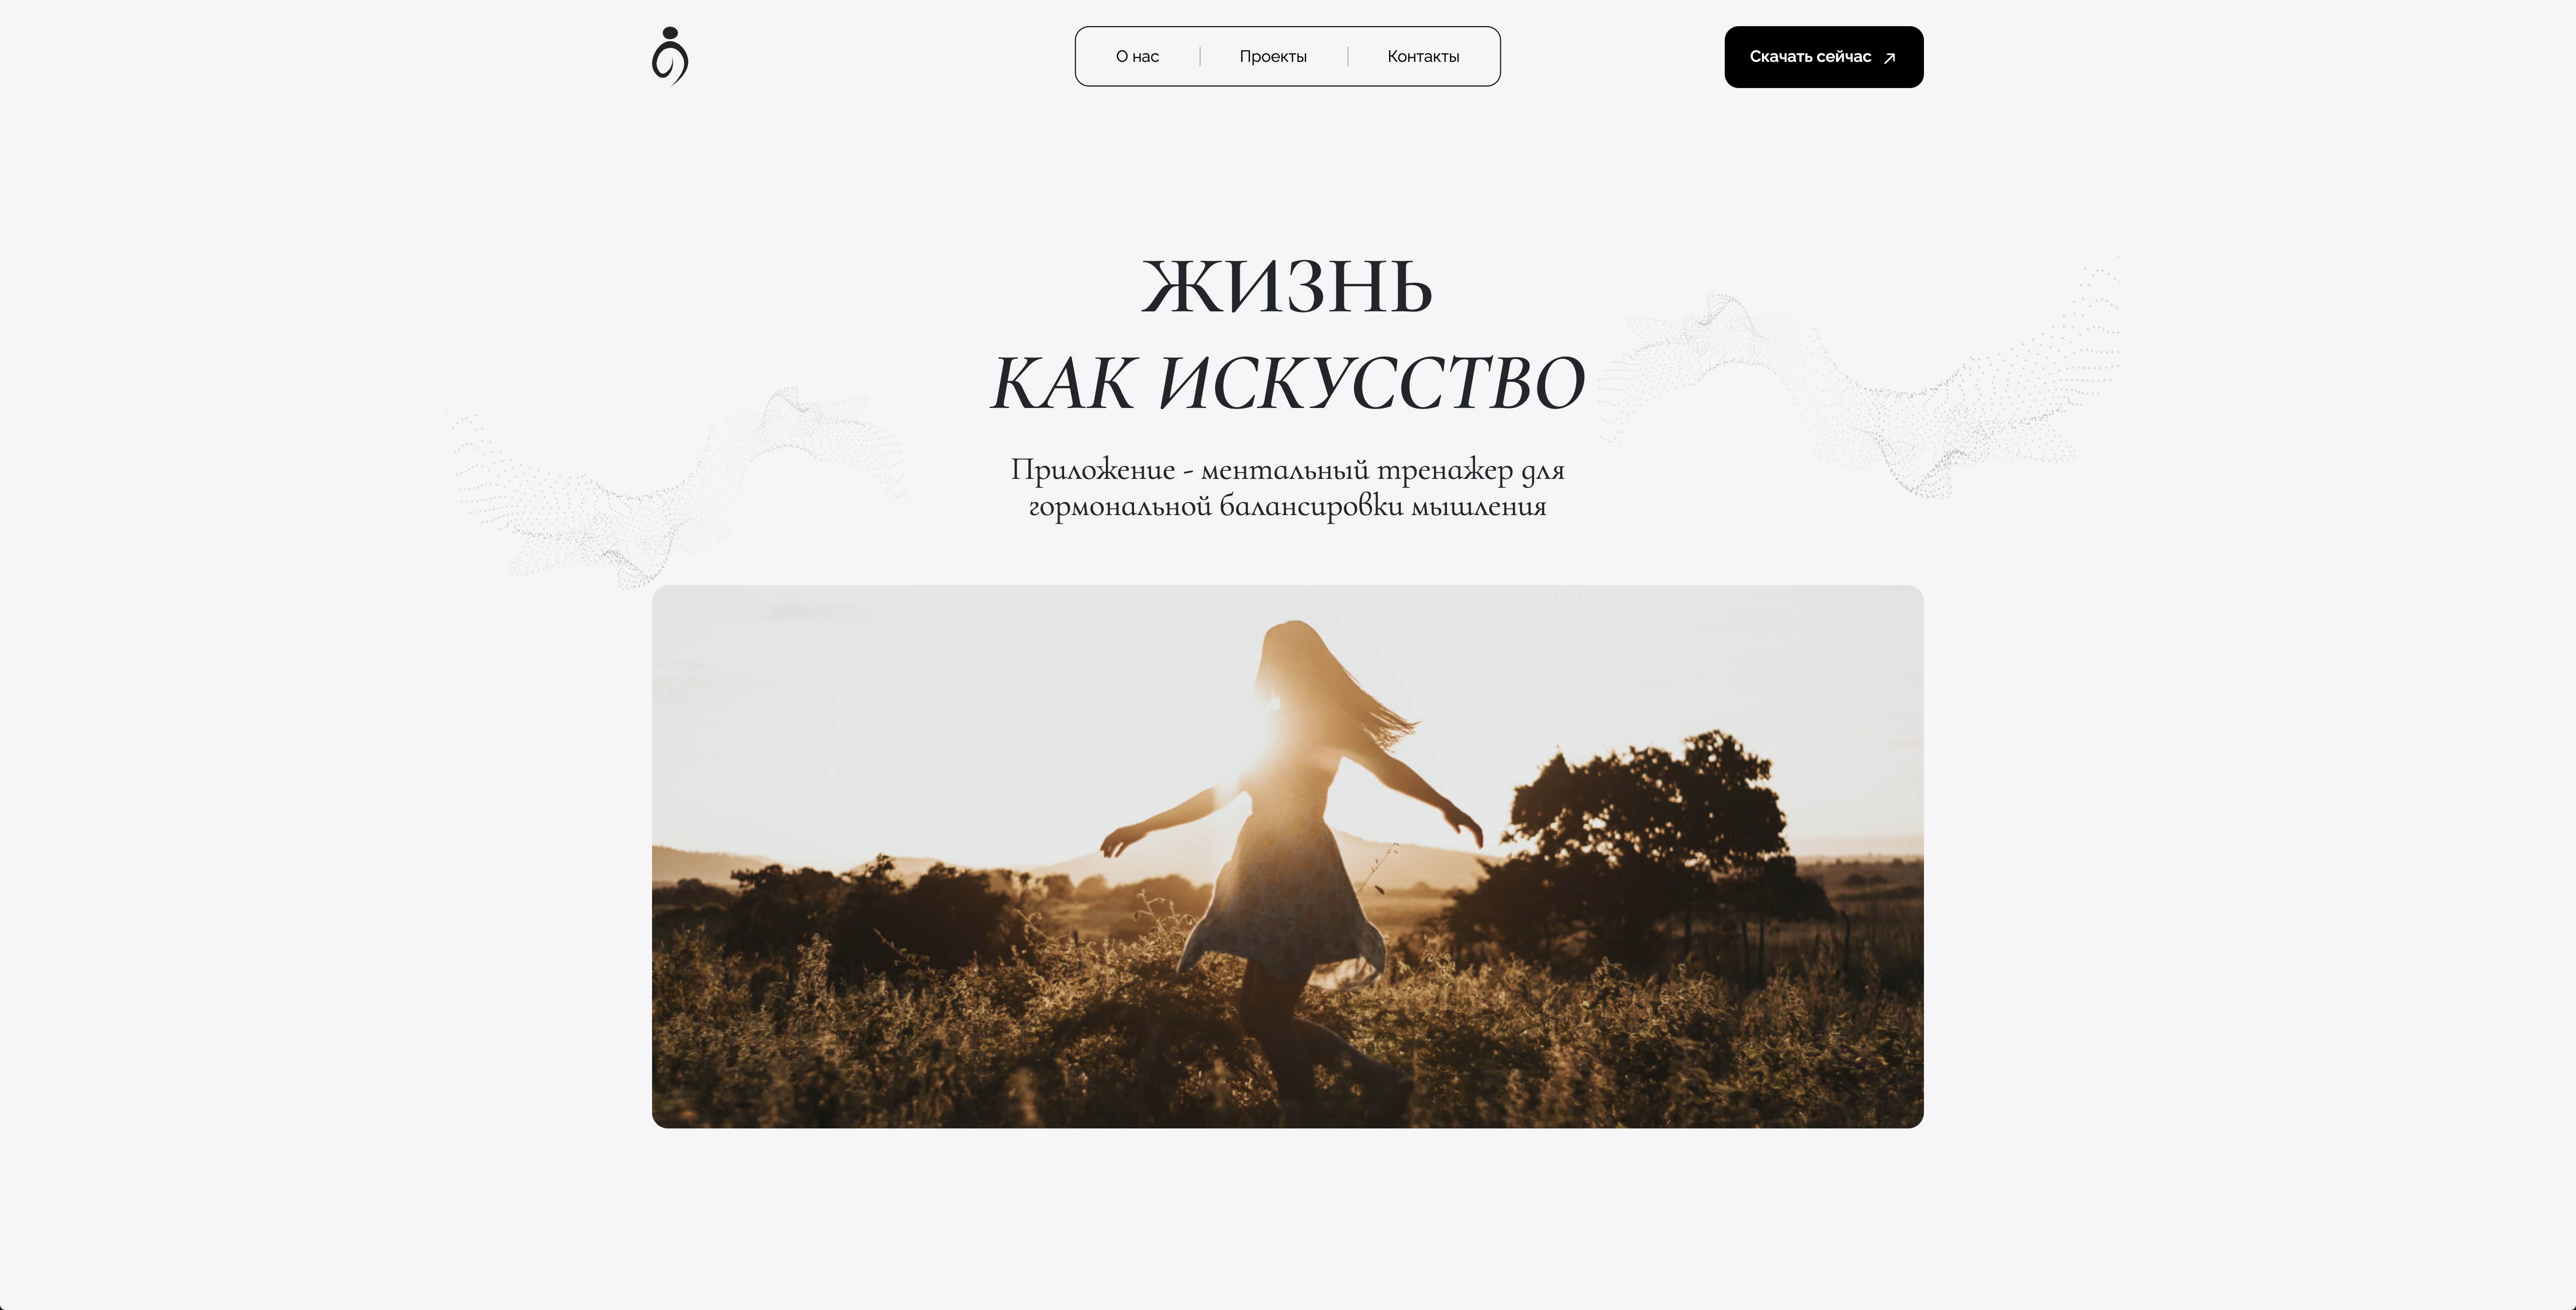 О нас
Проекты
Контакты
Скачать сейчас
ЖИЗНЬ
КАК ИСКУССТВО
Приложение - ментальный тренажер для
гормональной балансировки мышления